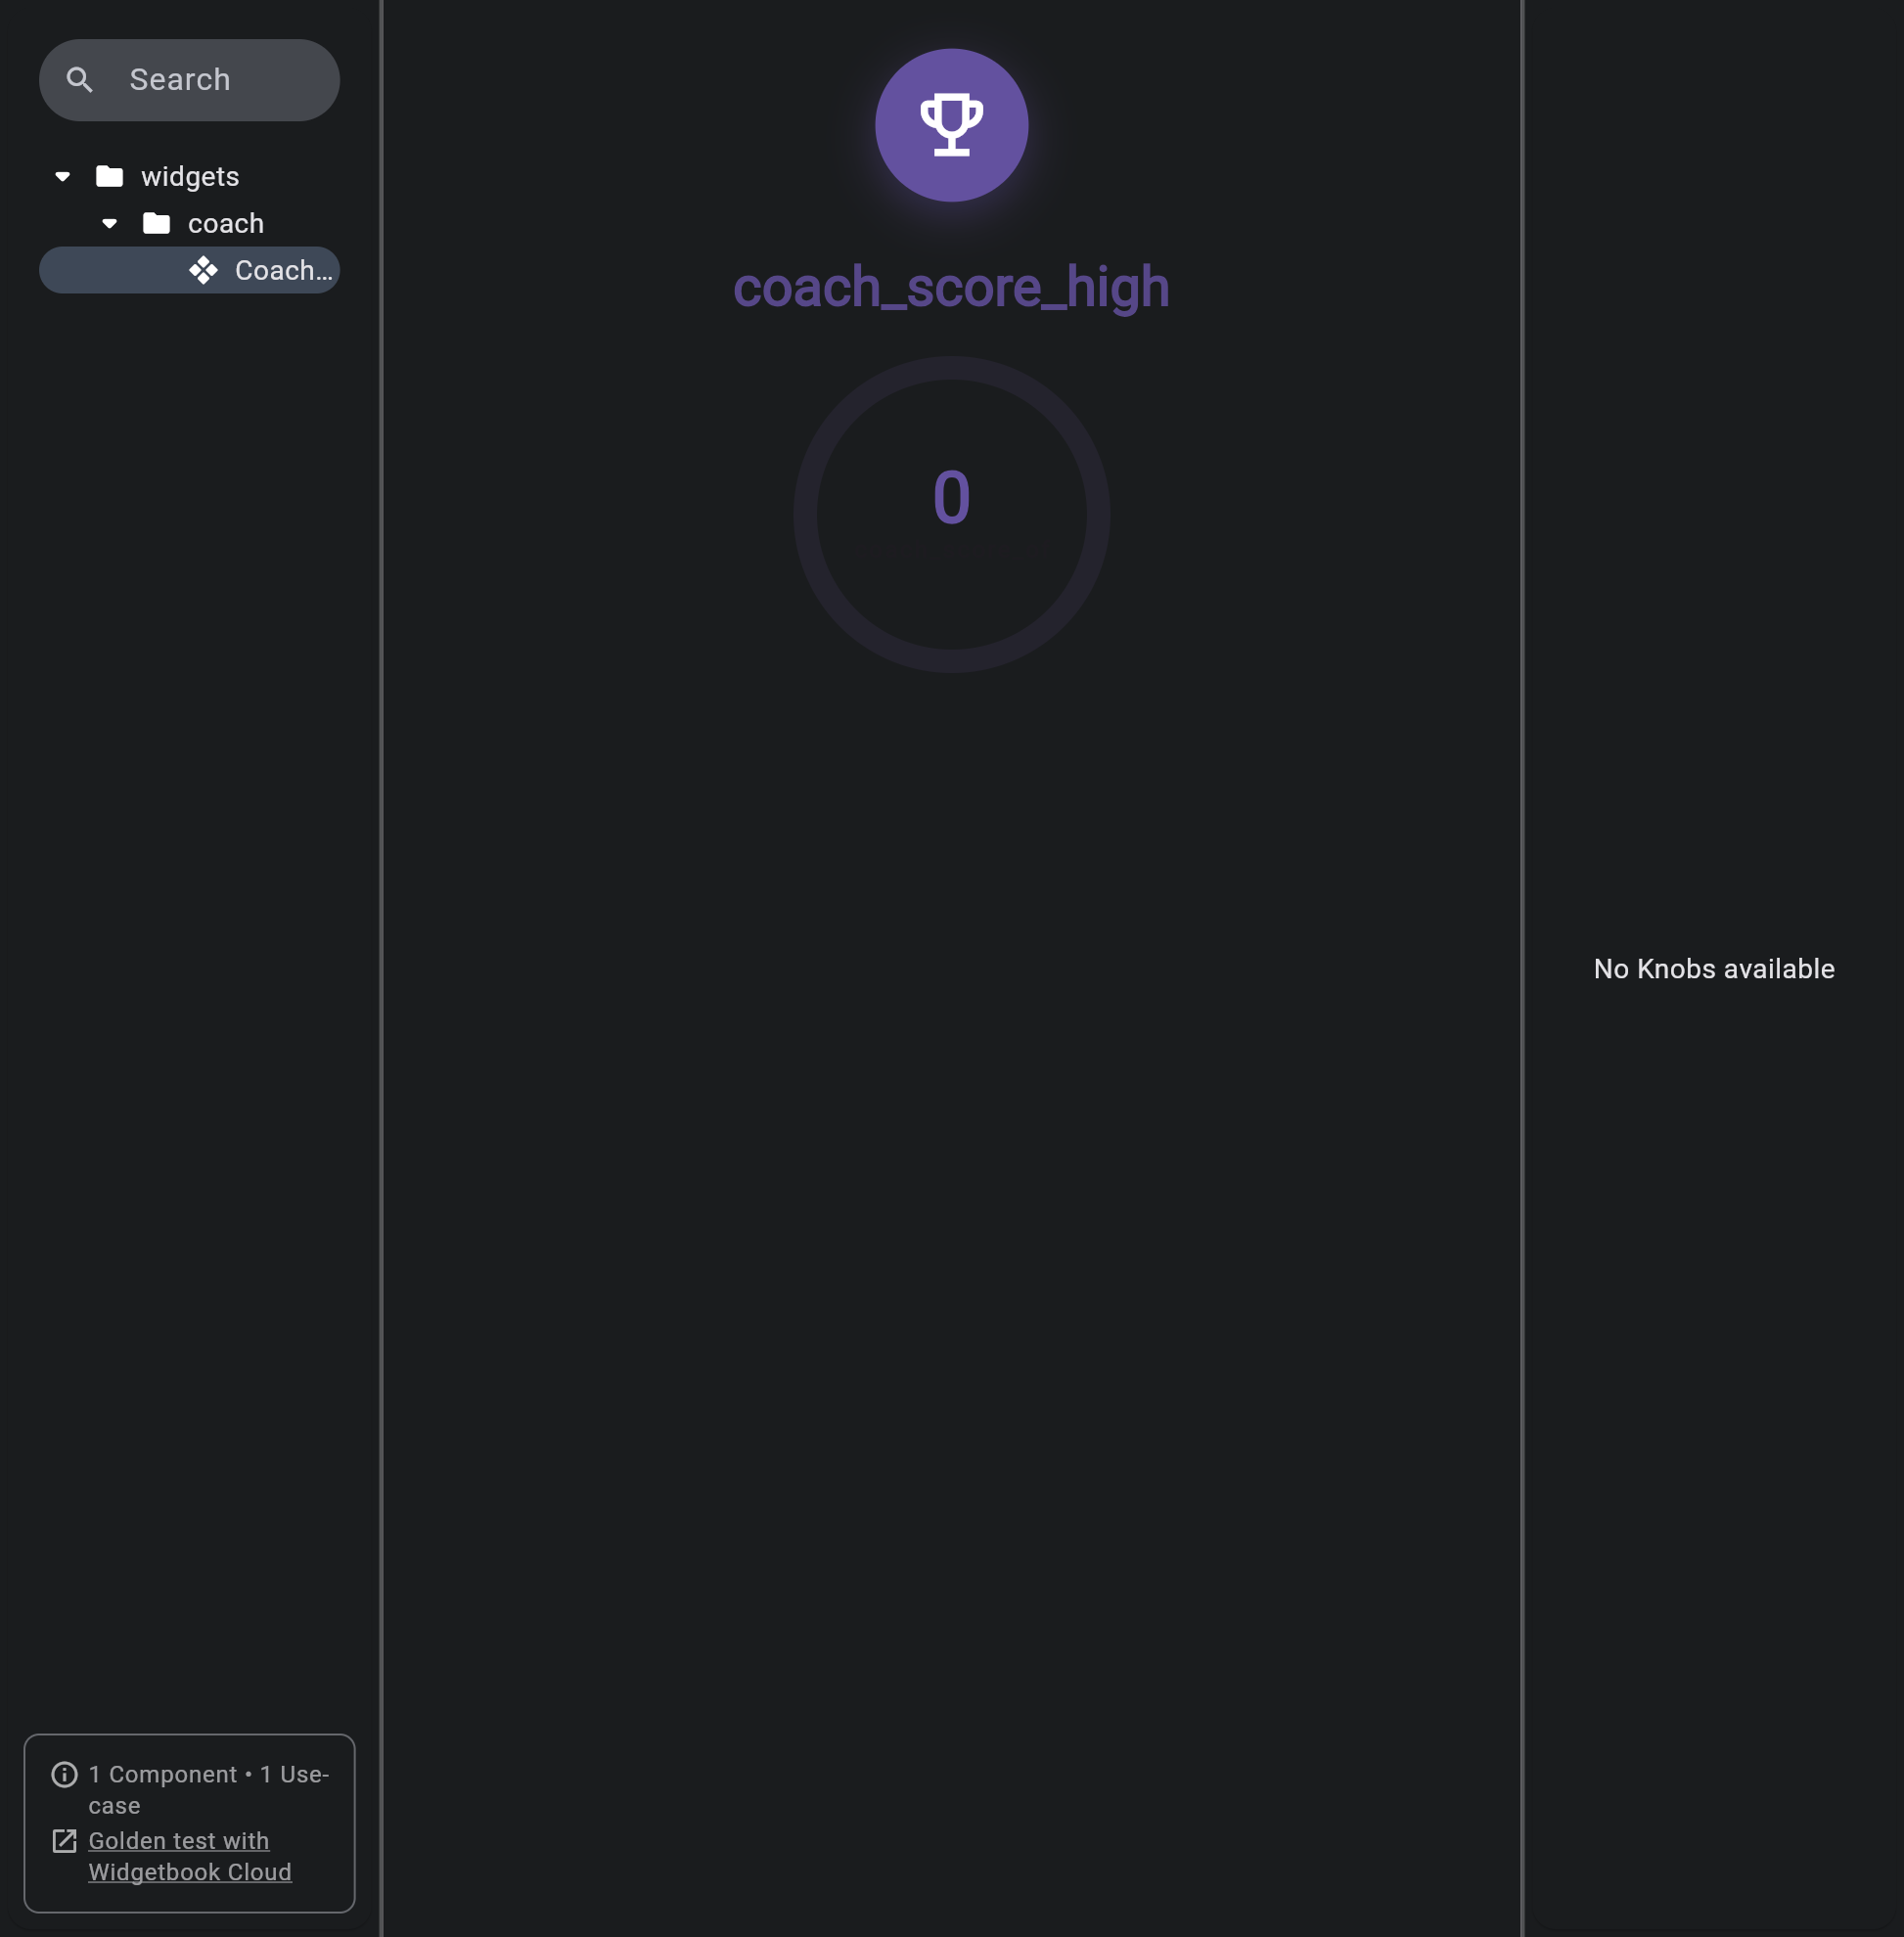 Search
widgets
coach
Coach…
coach_score_high
0
No Knobs available
1 Component • 1 Use-
case
Golden test with
Widgetbook Cloud